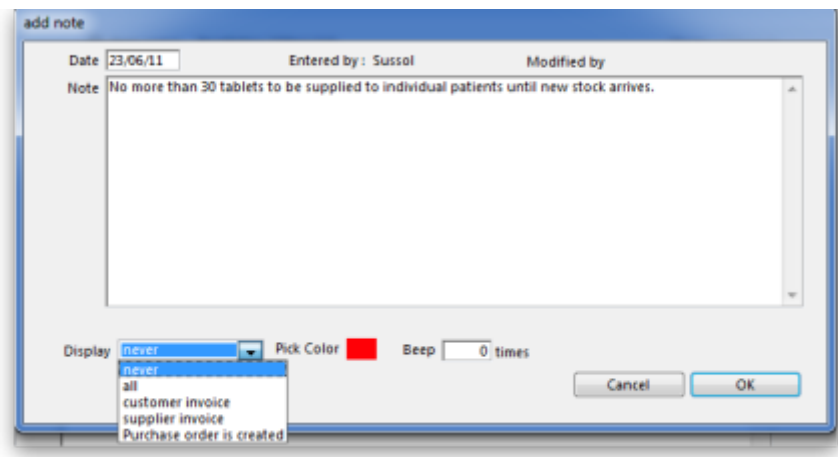 add note
Date 23/06/11 Entered by : Sussol Modified by
Note No more than 30 tablets to be supplied to individual patients until new stock arrives.
Display never Pick Color Beep 0 times
never
all
customer invoice
supplier invoice
Purchase order is created
Cancel OK